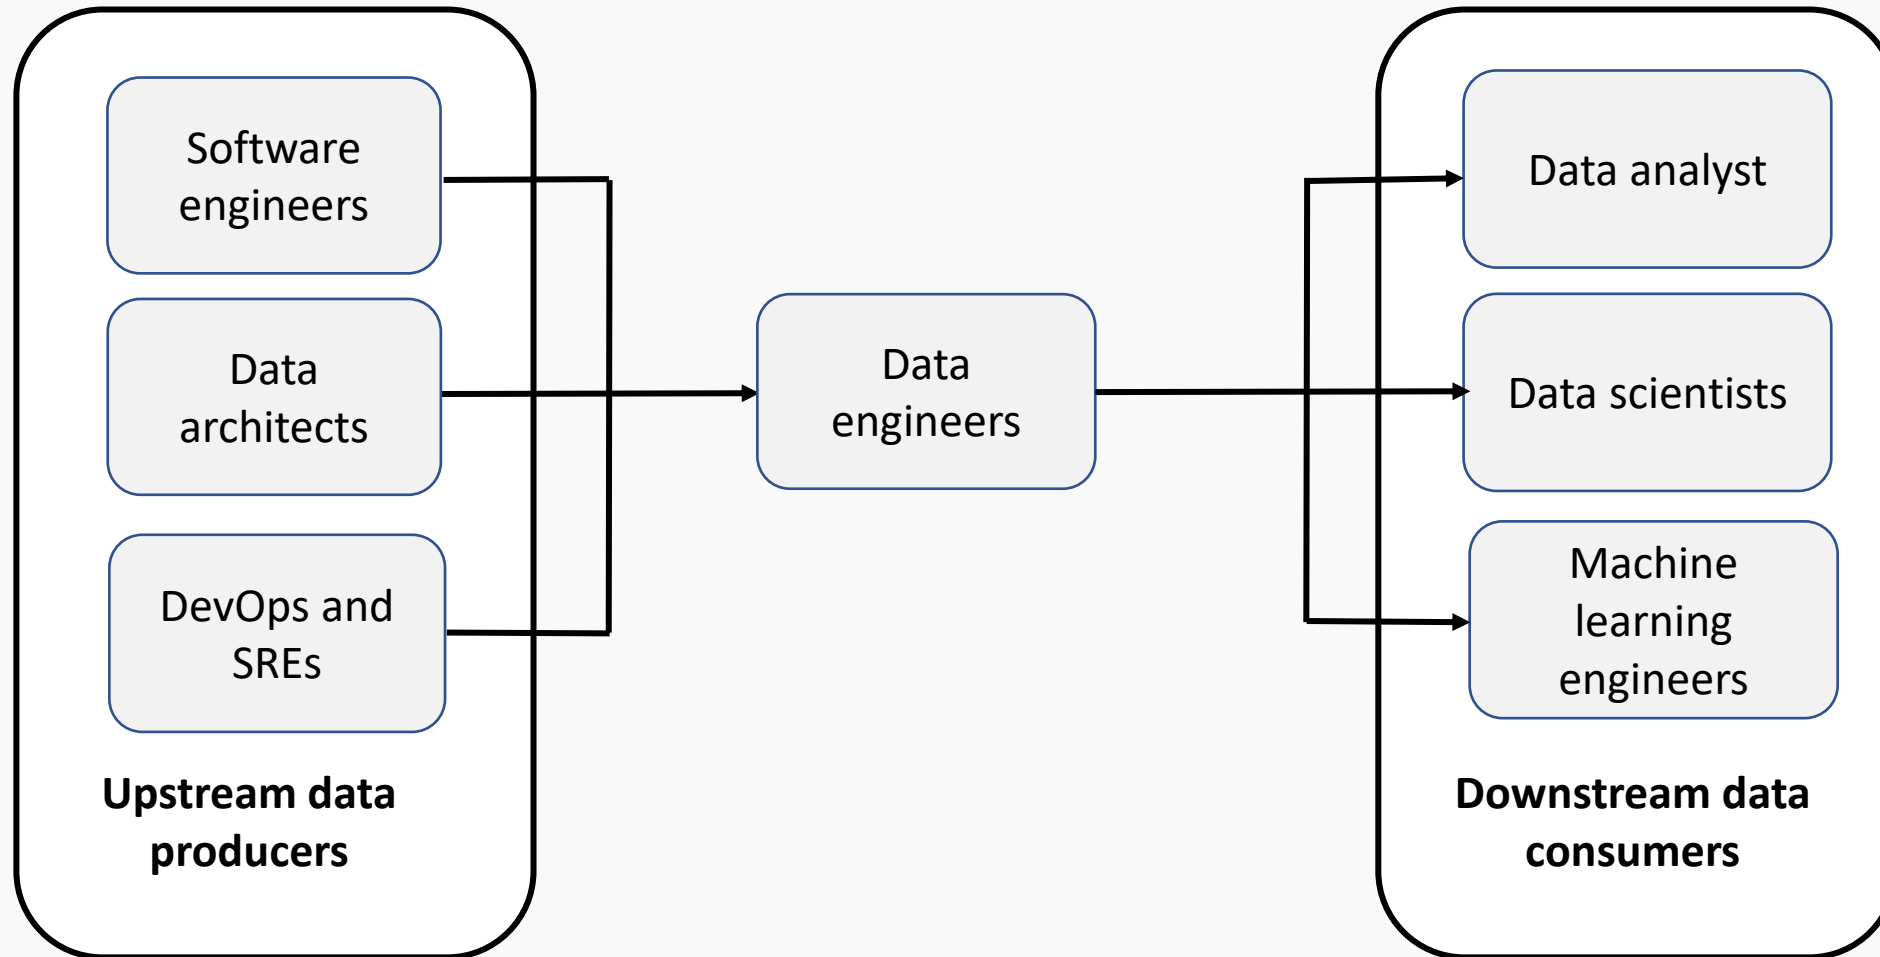 Software
engineers
Data
architects
DevOps and
SREs
Upstream data
producers
Data
engineers
Data analyst
Data scientists
Machine
learning
engineers
Downstream data
consumers